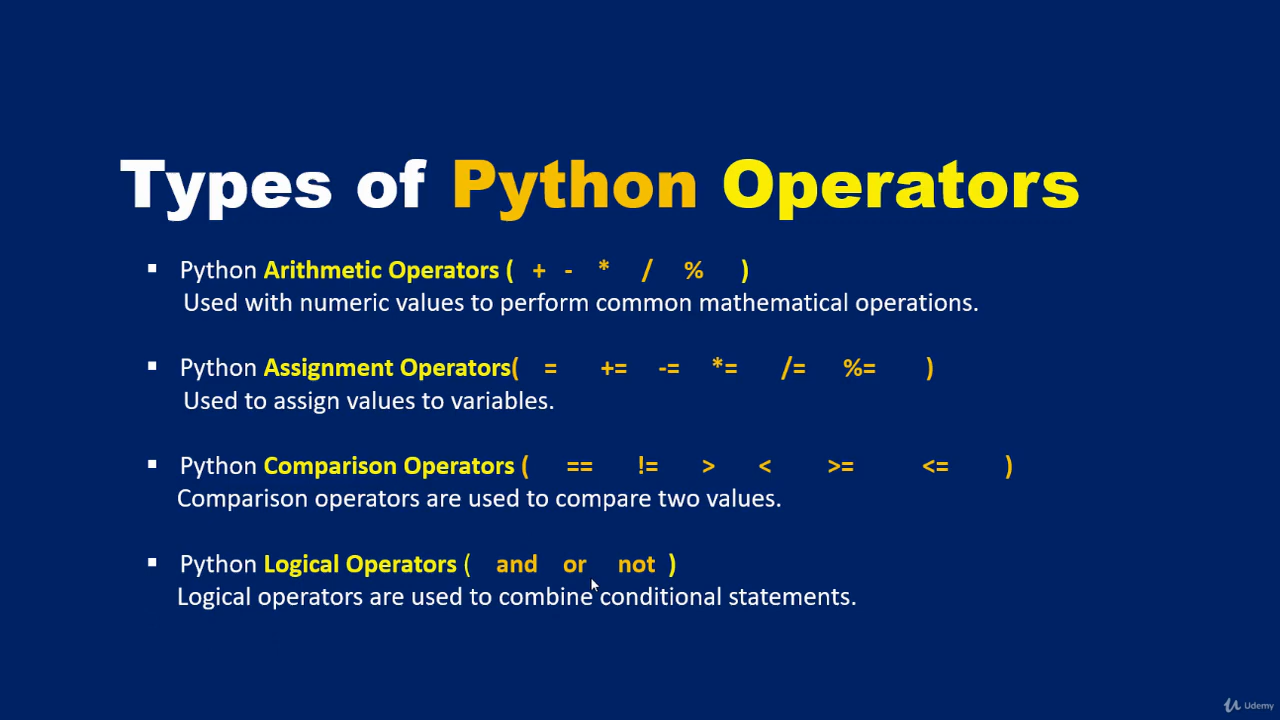 Types of Python Operators
▪ Python Arithmetic Operators ( + - * / % )
Used with numeric values to perform common mathematical operations.
▪ Python Assignment Operators( = += -= *= /= %= )
Used to assign values to variables.
▪ Python Comparison Operators ( == != > < >= <= )
Comparison operators are used to compare two values.
▪ Python Logical Operators ( and or not )
Logical operators are used to combine conditional statements.
Udemy